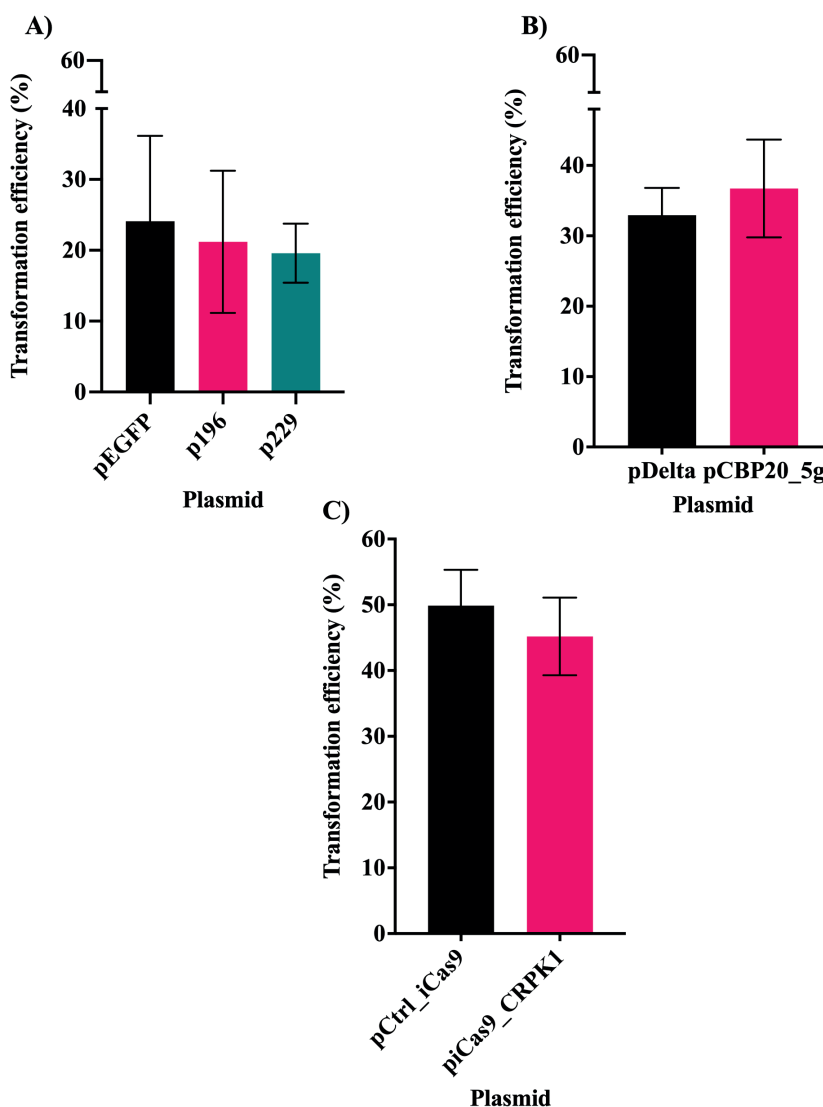 A)
Transformation efficiency (%)
60
40
30
20
10
0
pEGFP
p196
p229
Plasmid
B)
Transformation efficiency (%)
60
40
30
20
10
0
pDelta
pCBP20_5g
Plasmid
C)
Transformation efficiency (%)
60
50
40
30
20
10
0
pCtrl_iCas9
piCas9_CRPK1
Plasmid